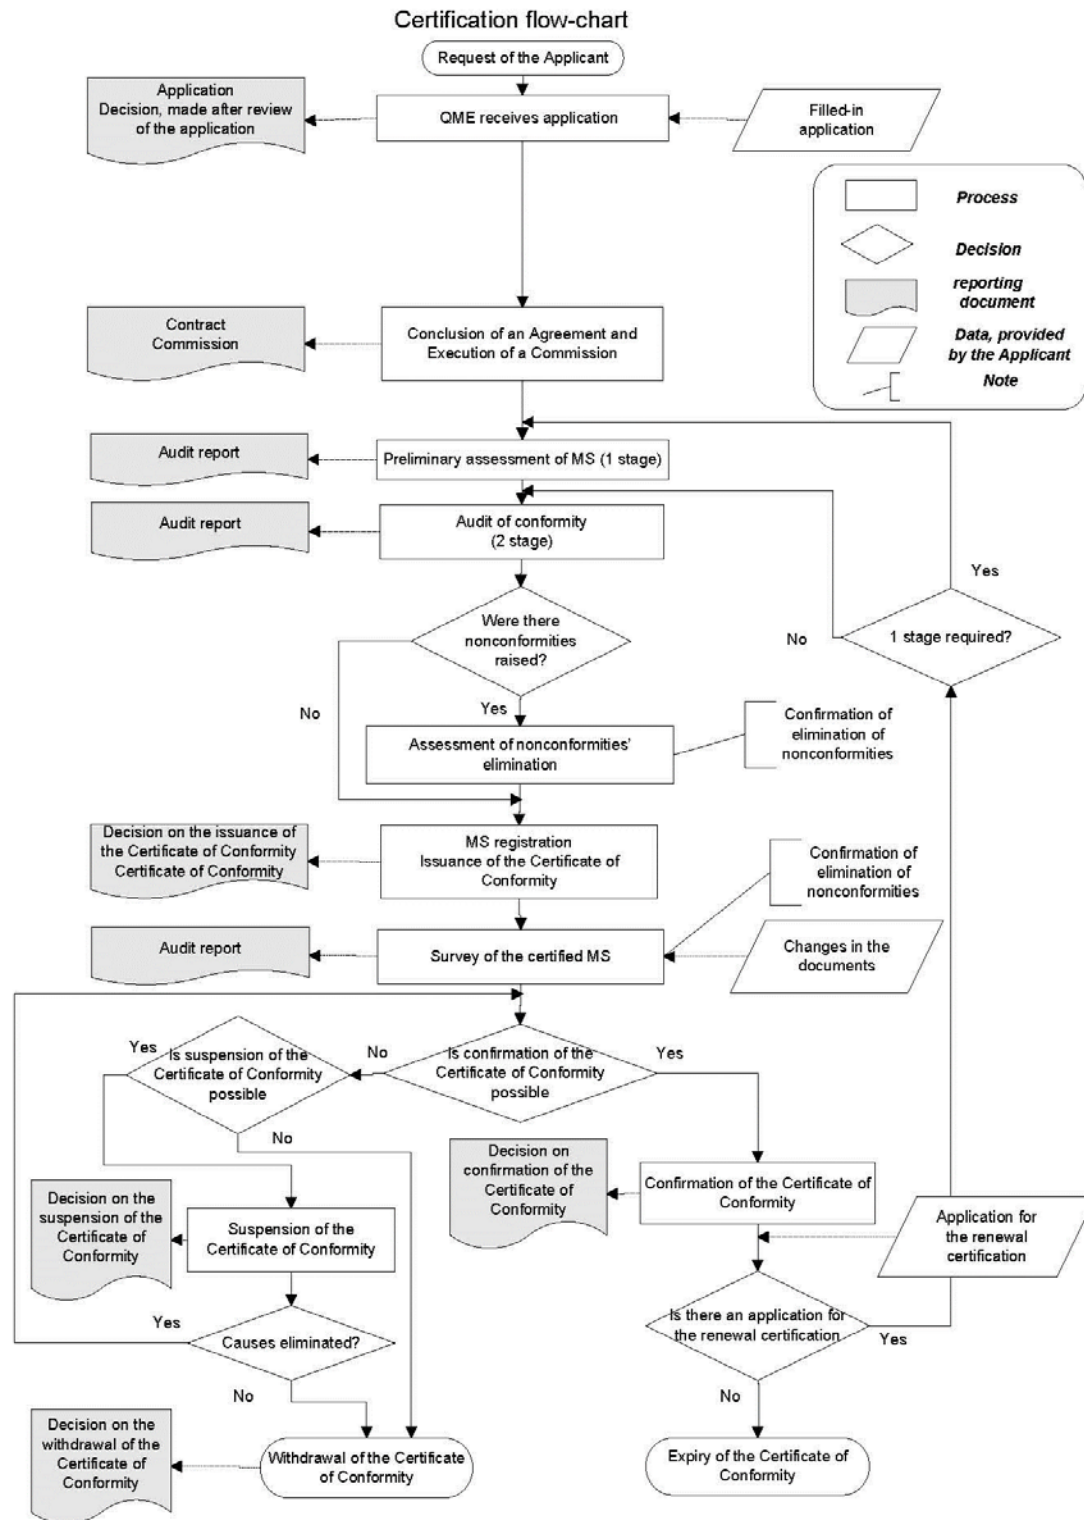 Certification flow-chart
Request of the Applicant
Application
Decision, made after review
of the application
QME receives application
Filled-in
application
Process
Decision
reporting
document
Data, provided
by the Applicant
Note
Contract
Commission
Conclusion of an Agreement and
Execution of a Commission
Audit report
Preliminary assessment of MS (1 stage)
Audit report
Audit of conformity
(2 stage)
Yes
Were there
nonconformities
raised?
No
1 stage required?
No
Yes
Assessment of nonconformities'
elimination
Confirmation of
elimination of
nonconformities
Decision on the issuance of
the Certificate of Conformity
Certificate of Conformity
MS registration
Issuance of the Certificate of
Conformity
Confirmation of
elimination of
nonconformities
Audit report
Survey of the certified MS
Changes in the
documents
Yes
Is suspension of the
Certificate of Conformity
possible
No
Is confirmation of the
Certificate of Conformity
possible
Yes
No
Decision on
confirmation of the
Certificate of
Conformity
Confirmation of the Certificate of
Conformity
Decision on the
suspension of the
Certificate of
Conformity
Suspension of the
Certificate of Conformity
Application for
the renewal
certification
Yes
Causes eliminated?
Is there an application for
the renewal certification
Yes
No
No
Decision on the
withdrawal of the
Certificate of
Conformity
Withdrawal of the Certificate
of Conformity
Expiry of the Certificate of
Conformity